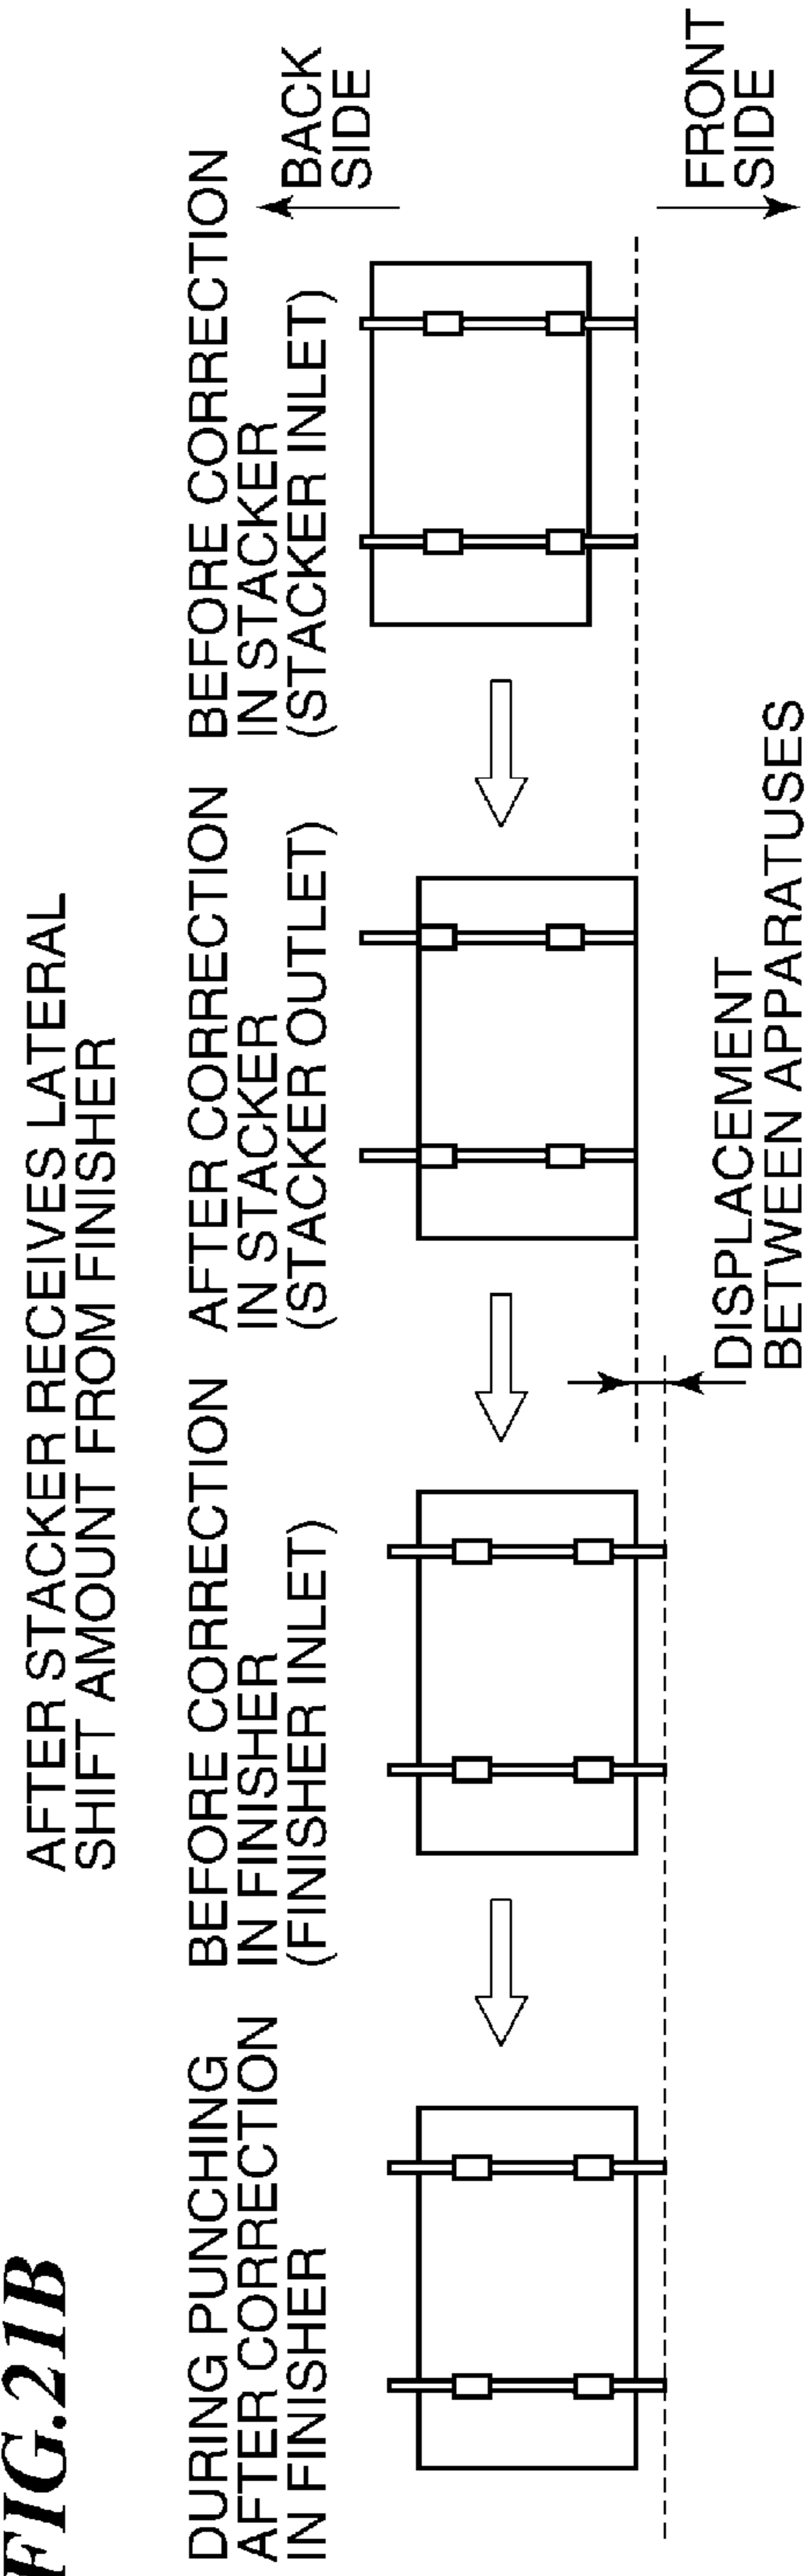 FIG.21B
AFTER STACKER RECEIVES LATERAL
SHIFT AMOUNT FROM FINISHER
DURING PUNCHING
AFTER CORRECTION
IN FINISHER
BEFORE CORRECTION
IN FINISHER
(FINISHER INLET)
AFTER CORRECTION
IN STACKER
(STACKER OUTLET)
BEFORE CORRECTION
IN STACKER
(STACKER INLET)
BACK
SIDE
FRONT
SIDE
DISPLACEMENT
BETWEEN APPARATUSES